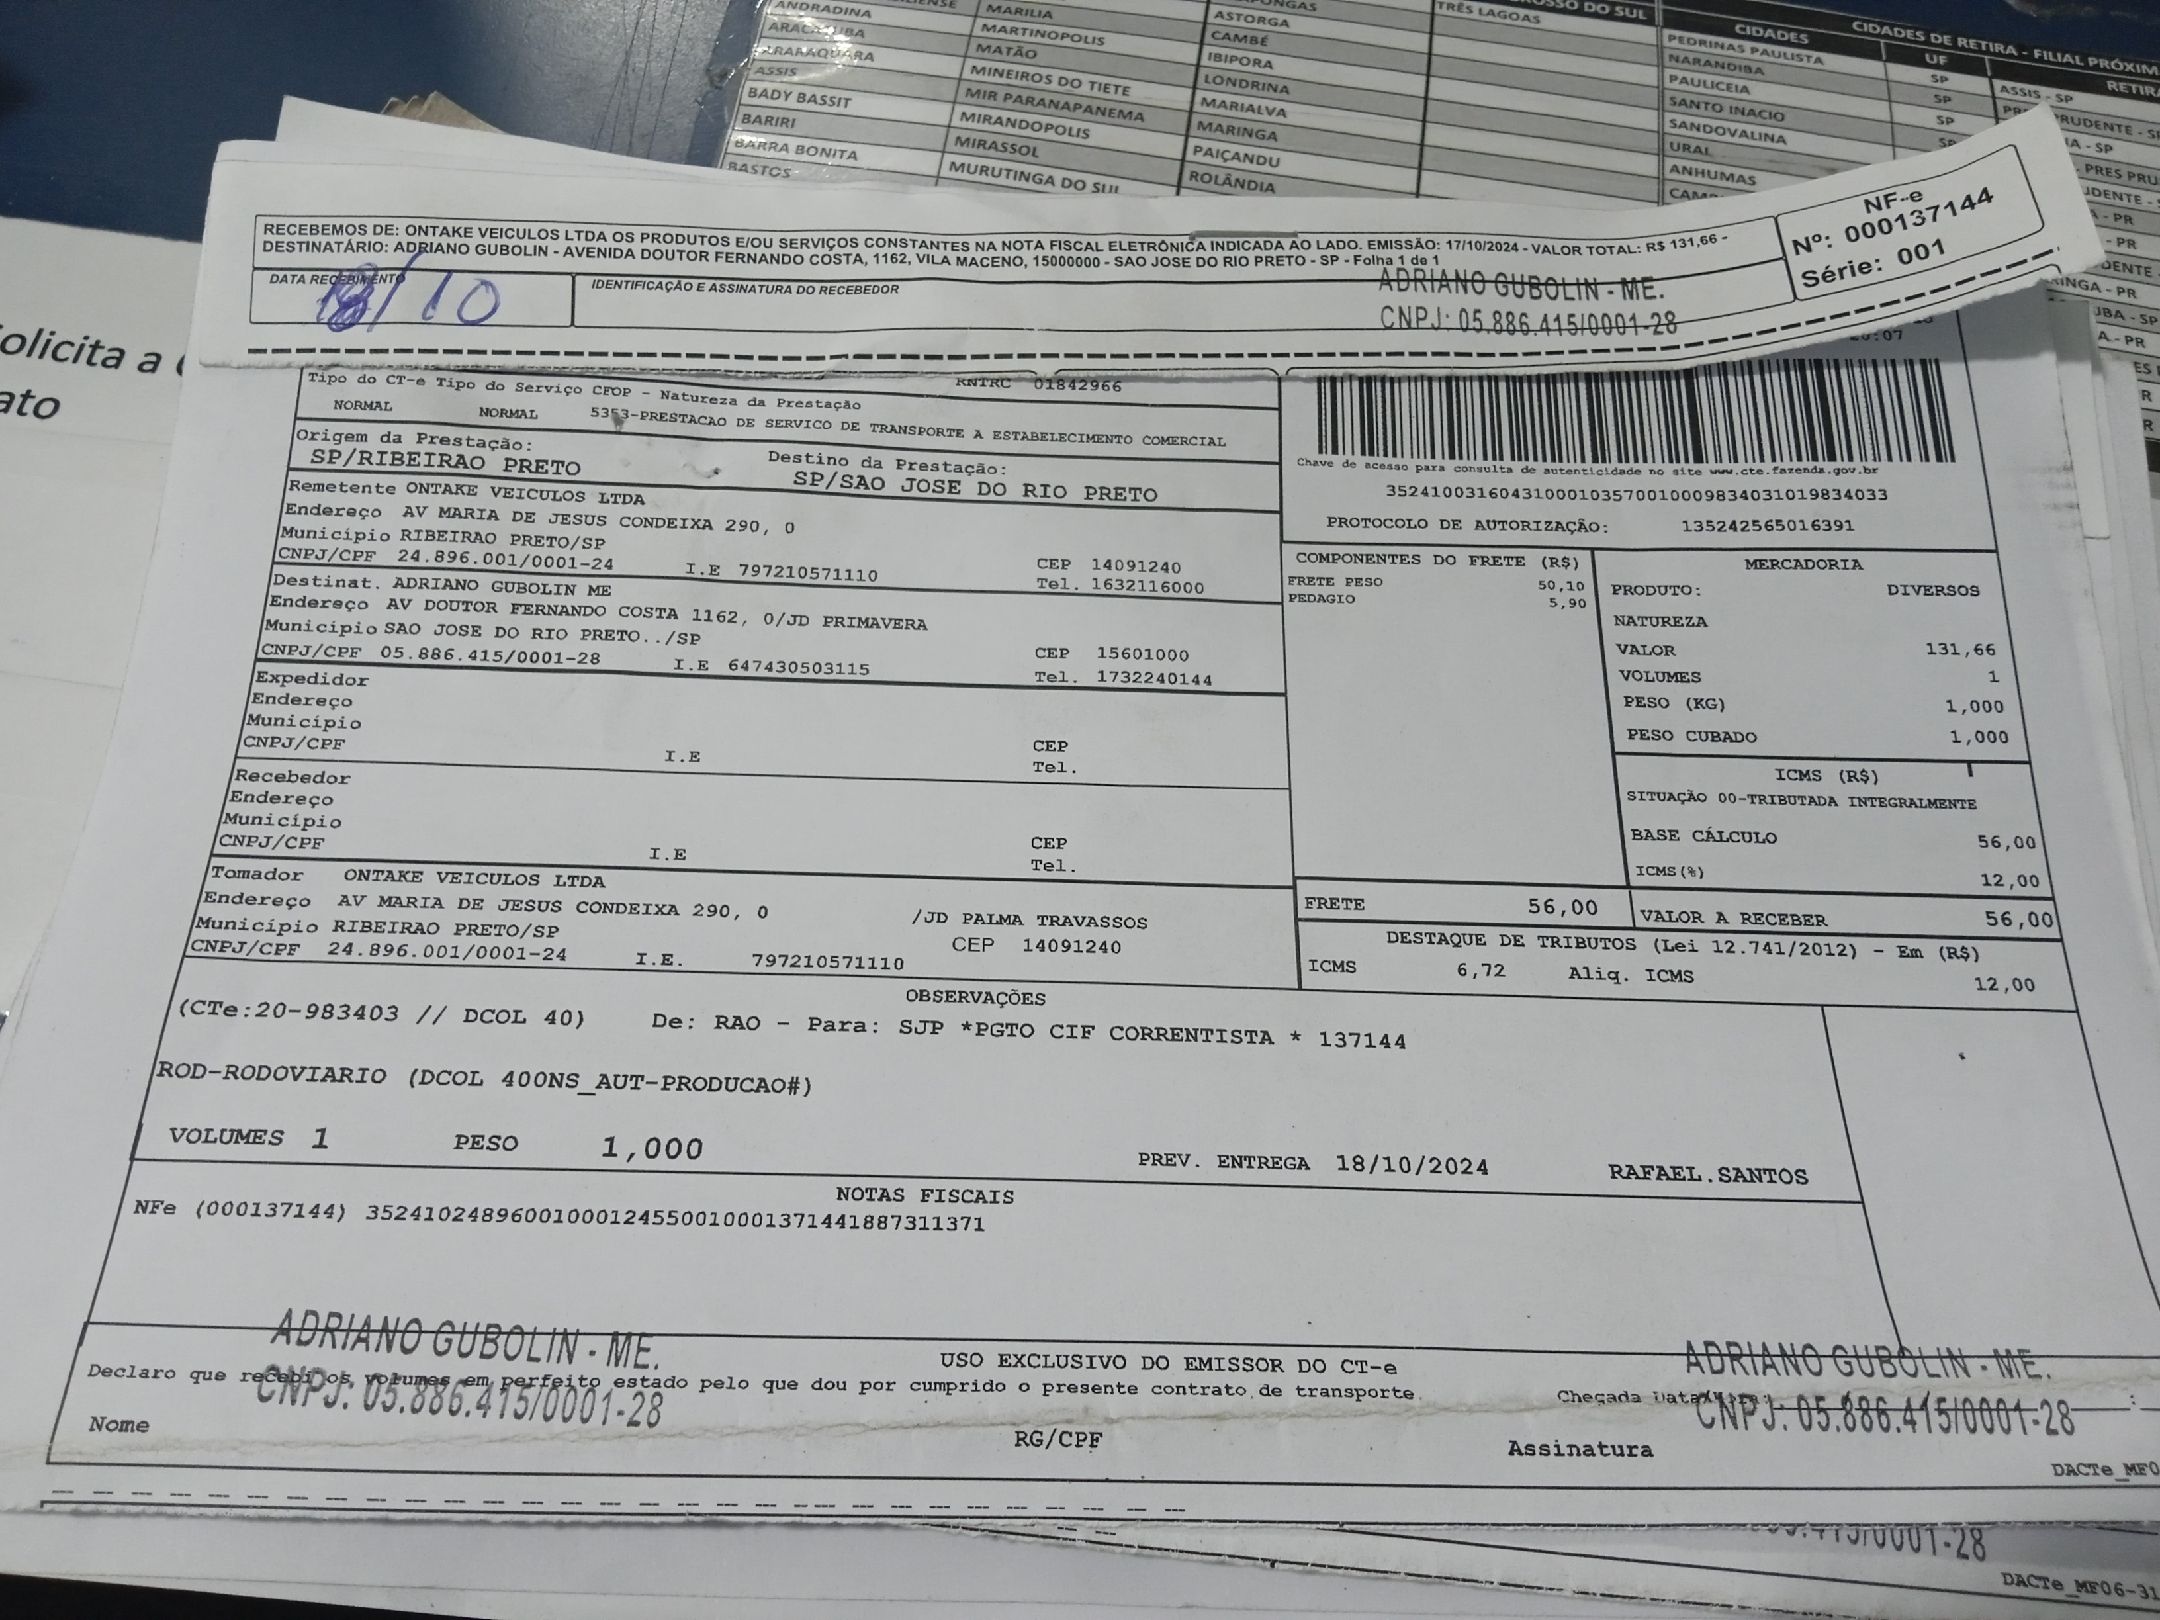 ANDRADINA
MARILIA
ASTORGA
TRÊS LAGOAS
SSO DO SUL
CIDADES
UF
CIDADES DE RETIRA - FILIAL PRÓXIM
RETIRA
MARTINOPOLIS
CAMBÉ
PEDRINAS PAULISTA
SP
ASSIS - SP
ARARAQUARA
MATÃO
IBIPORA
NARANDIBA
SP
ASSIS
MINEIROS DO TIETE
LONDRINA
PAULICEIA
SP
BADY BASSIT
MIR PARANAPANEMA
MARIALVA
SANTO INACIO
BARIRI
MIRANDOPOLIS
MARINGA
SANDOVALINA
BARRA BONITA
MIRASSOL
PAIÇANDU
URAI
BASTOS
MURUTINGA DO SUL
ROLÂNDIA
ANHUMAS
olicita a
ato
RECEBEMOS DE: ONTAKE VEICULOS LTDA OS PRODUTOS E/OU SERVIÇOS CONSTANTES NA NOTA FISCAL ELETRÔNICA INDICADA AO LADO. EMISSÃO: 17/10/2024 - VALOR TOTAL: R$ 131,66 -
DESTINATÁRIO: ADRIANO GUBOLIN - AVENIDA DOUTOR FERNANDO COSTA, 1162, VILA MACENO, 15000000 - SAO JOSE DO RIO PRETO - SP - Folha 1 de 1
NF-e
Nº: 000137144
Série: 001
DATA RECEBIMENTO
18/10
IDENTIFICAÇÃO E ASSINATURA DO RECEBEDOR
ADRIANO GUBOLIN - ME.
CNPJ: 05.886.415/0001-28
Tipo do CT-e Tipo do Serviço CFOP - Natureza da Prestação
RNTRC 01842966
NORMAL NORMAL 5353-PRESTACAO DE SERVICO DE TRANSPORTE A ESTABELECIMENTO COMERCIAL
Origem da Prestação:
SP/RIBEIRAO PRETO
Destino da Prestação:
SP/SAO JOSE DO RIO PRETO
Chave de acesso para consulta de autenticidade no site www.cte.fazenda.gov.br
35241003160431000103570010009834031019834033
PROTOCOLO DE AUTORIZAÇÃO: 135242565016391
Remetente ONTAKE VEICULOS LTDA
Endereço AV MARIA DE JESUS CONDEIXA 290, 0
Município RIBEIRAO PRETO/SP
CEP 14091240
CNPJ/CPF 24.896.001/0001-24 I.E 797210571110 Tel. 1632116000
Destinat. ADRIANO GUBOLIN ME
Endereço AV DOUTOR FERNANDO COSTA 1162, 0/JD PRIMAVERA
Município SAO JOSE DO RIO PRETO../SP
CEP 15601000
CNPJ/CPF 05.886.415/0001-28 I.E 647430503115 Tel. 1732240144
Expedidor
Endereço
Município
CEP
CNPJ/CPF I.E Tel.
Recebedor
Endereço
Município
CEP
CNPJ/CPF I.E Tel.
Tomador ONTAKE VEICULOS LTDA
Endereço AV MARIA DE JESUS CONDEIXA 290, 0 /JD PALMA TRAVASSOS
Município RIBEIRAO PRETO/SP CEP 14091240
CNPJ/CPF 24.896.001/0001-24 I.E. 797210571110
COMPONENTES DO FRETE (R$)
FRETE PESO 50,10
PEDAGIO 5,90
MERCADORIA
PRODUTO: DIVERSOS
NATUREZA
VALOR 131,66
VOLUMES 1
PESO (KG) 1,000
PESO CUBADO 1,000
ICMS (R$)
SITUAÇÃO 00-TRIBUTADA INTEGRALMENTE
BASE CÁLCULO 56,00
ICMS(%) 12,00
FRETE 56,00 VALOR A RECEBER 56,00
DESTAQUE DE TRIBUTOS (Lei 12.741/2012) - Em (R$)
ICMS 6,72 Aliq. ICMS 12,00
OBSERVAÇÕES
(CTe:20-983403 // DCOL 40) De: RAO - Para: SJP *PGTO CIF CORRENTISTA * 137144
ROD-RODOVIARIO (DCOL 400NS_AUT-PRODUCAO#)
VOLUMES 1 PESO 1,000 PREV. ENTREGA 18/10/2024 RAFAEL.SANTOS
NOTAS FISCAIS
NFe (000137144) 35241024896001000124550010001371441887311371
ADRIANO GUBOLIN - ME.
CNPJ: 05.886.415/0001-28
USO EXCLUSIVO DO EMISSOR DO CT-e
Declaro que recebi os volumes em perfeito estado pelo que dou por cumprido o presente contrato de transporte.
Chegada Data
ADRIANO GUBOLIN - ME.
CNPJ: 05.886.415/0001-28
Nome RG/CPF Assinatura
DACTe_MF0
DACTe_MF06-31